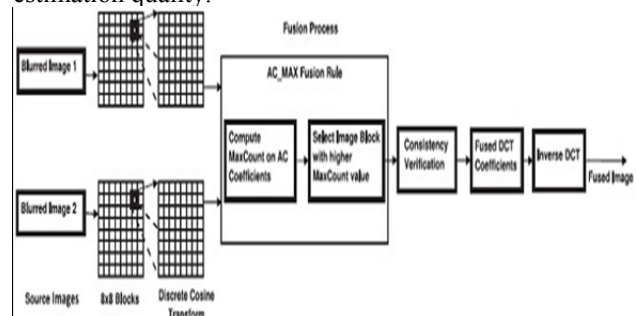 estimation quality?
Fusion Process
AC_MAX Fusion Rule
Blurred Image 1
Compute
MaxCount on AC
Coefficients
Select Image Block
with higher
MaxCount value
Consistency
Verification
Fused DCT
Coefficients
Inverse DCT
Fused Image
Blurred Image 2
Source Images
8x8 Blocks
Discrete Cosine
Transform